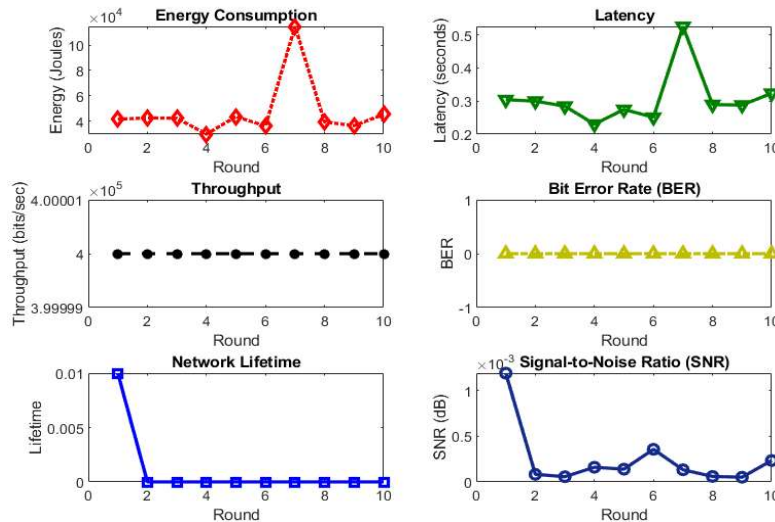 Energy Consumption
×10^4
10
8
6
4
Energy (Joules)
0 2 4 6 8 10
Round
Latency
0.5
0.4
0.3
0.2
Latency (seconds)
0 2 4 6 8 10
Round
Throughput
×10^5
4.00001
4
3.99999
Throughput (bits/sec)
0 2 4 6 8 10
Round
Bit Error Rate (BER)
1
0
-1
BER
0 2 4 6 8 10
Round
Network Lifetime
0.01
0.005
0
Lifetime
0 2 4 6 8 10
Round
Signal-to-Noise Ratio (SNR)
×10^-3
1
0.5
0
SNR (dB)
0 2 4 6 8 10
Round